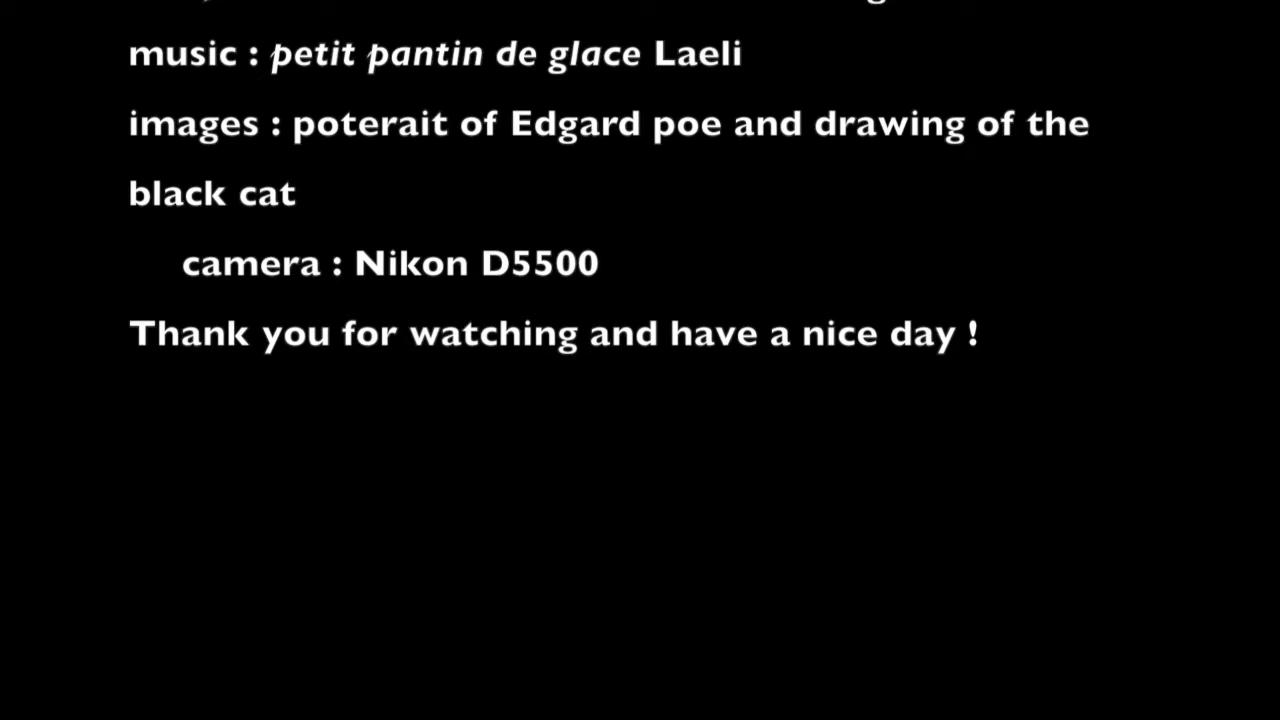 music : petit pantin de glace Laeli
images : poterait of Edgard poe and drawing of the
black cat
camera : Nikon D5500
Thank you for watching and have a nice day !